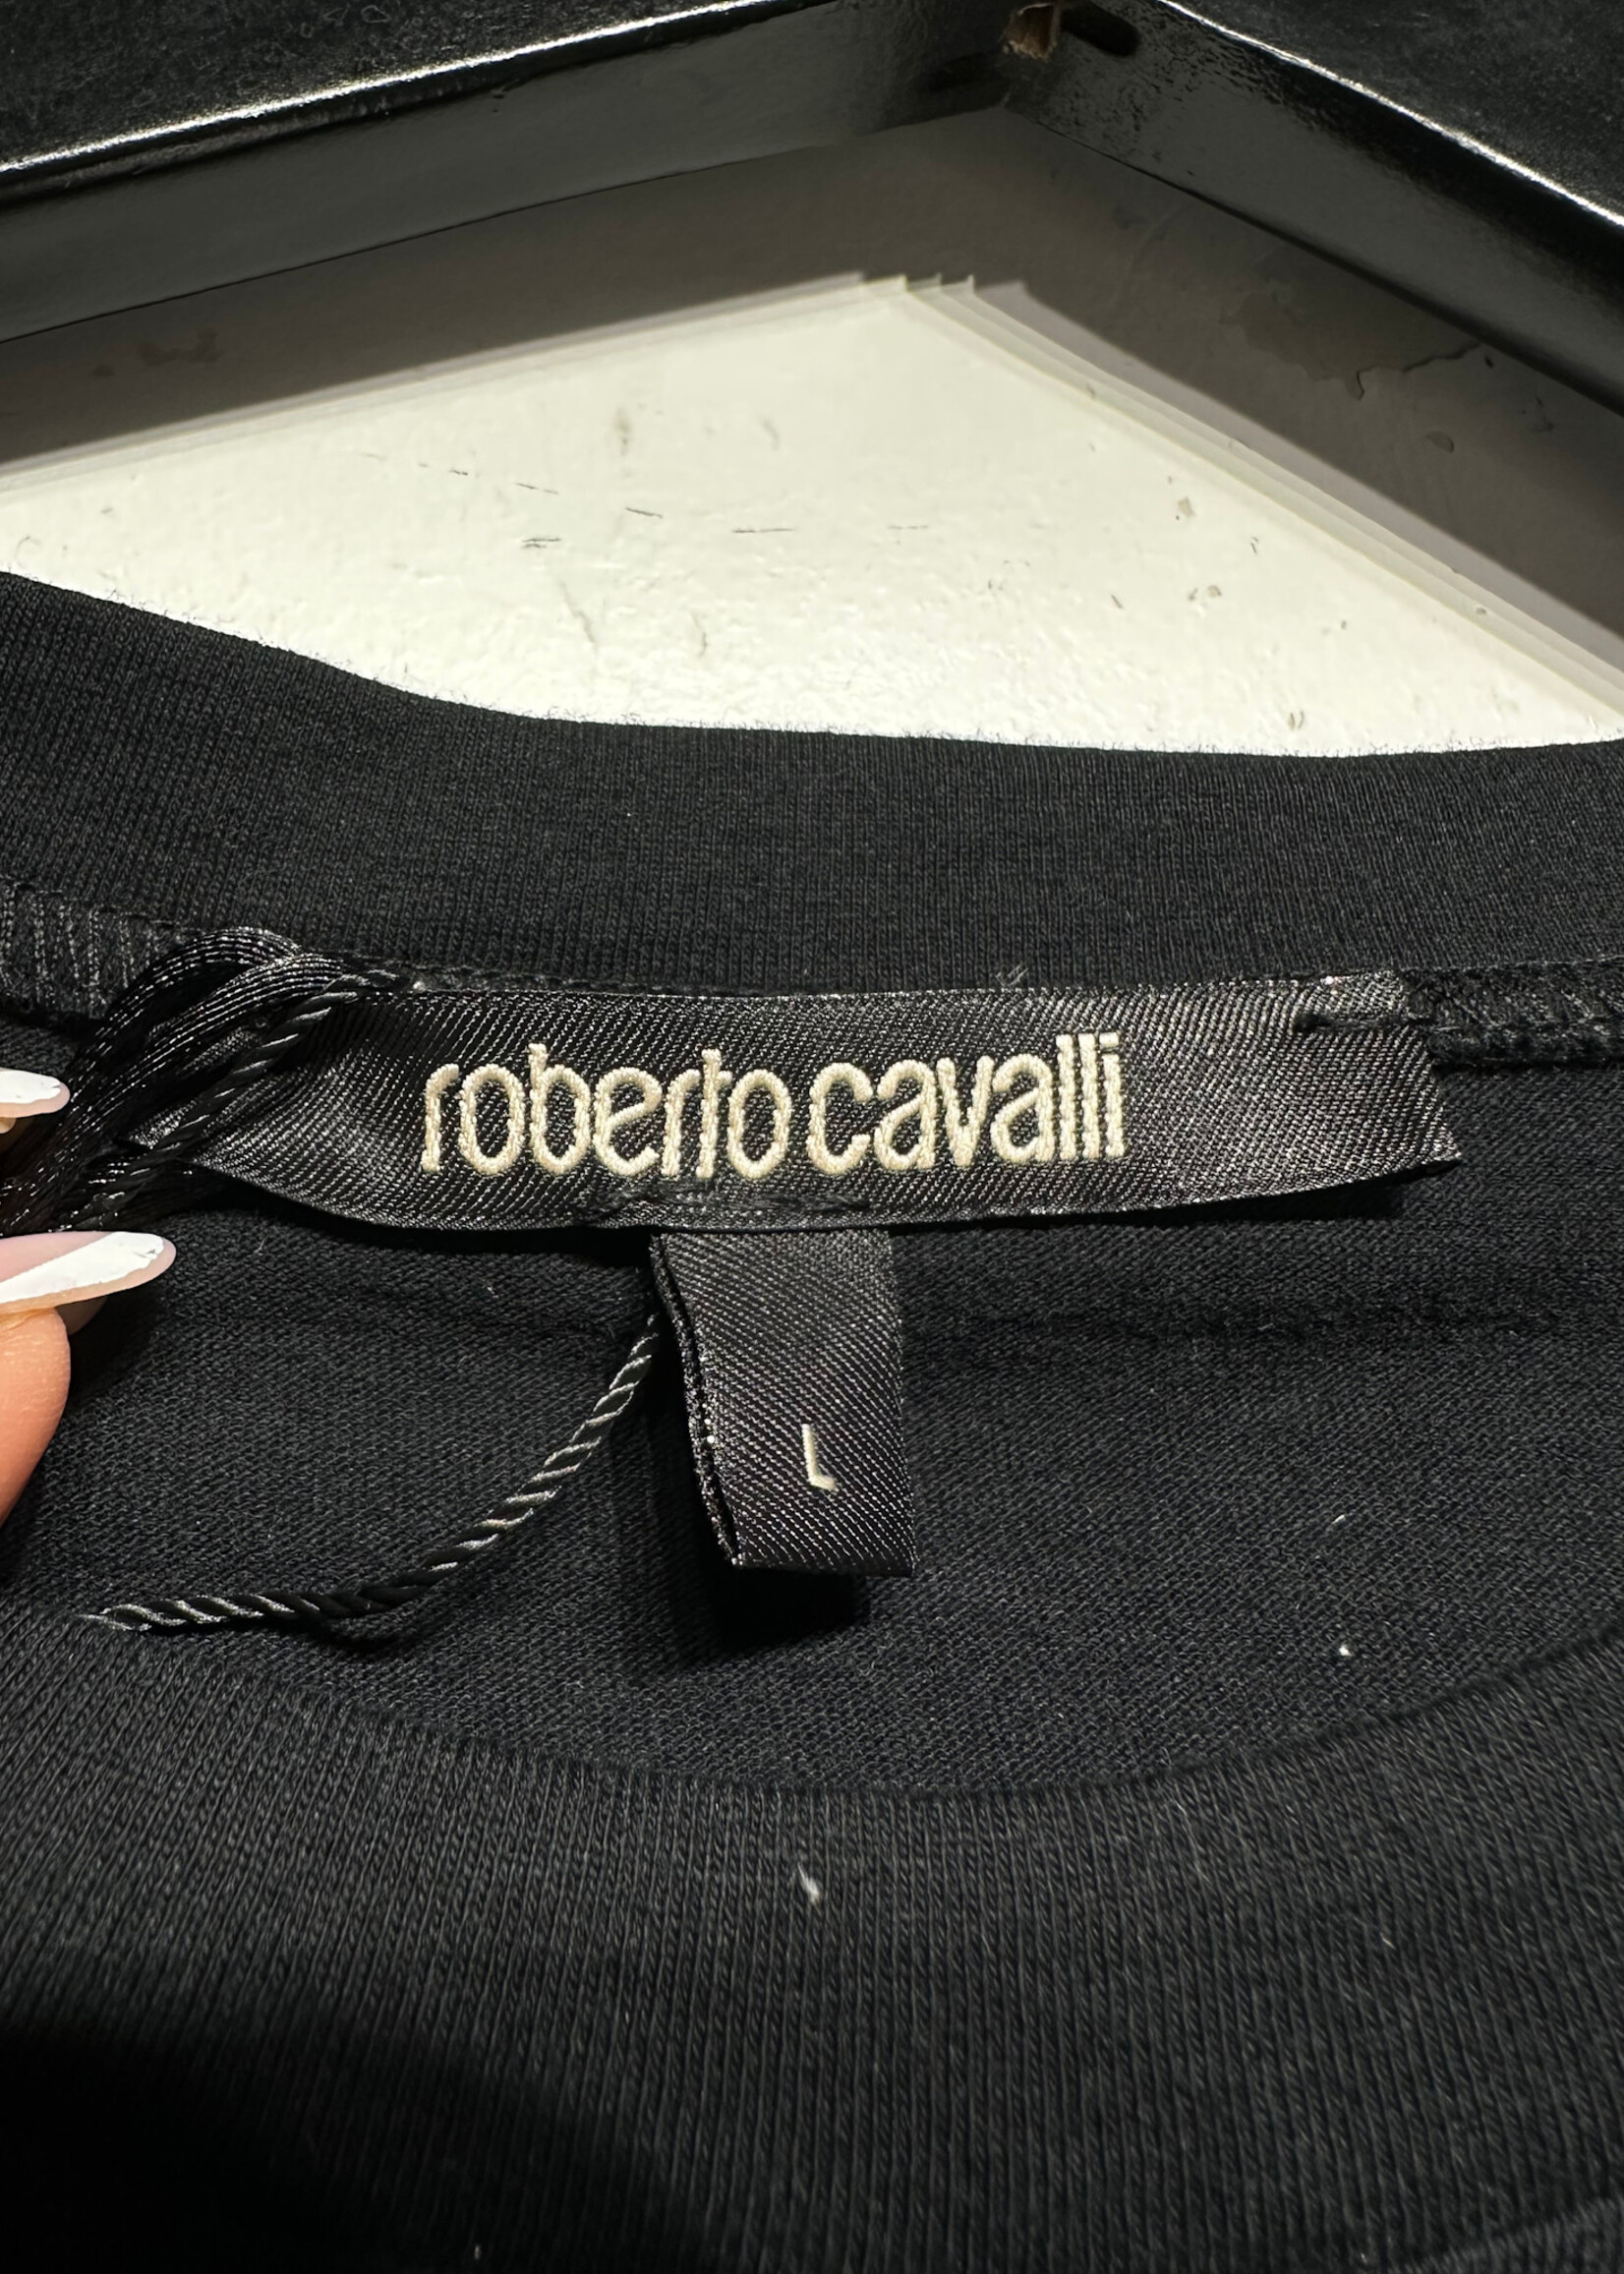 roberto cavalli
L